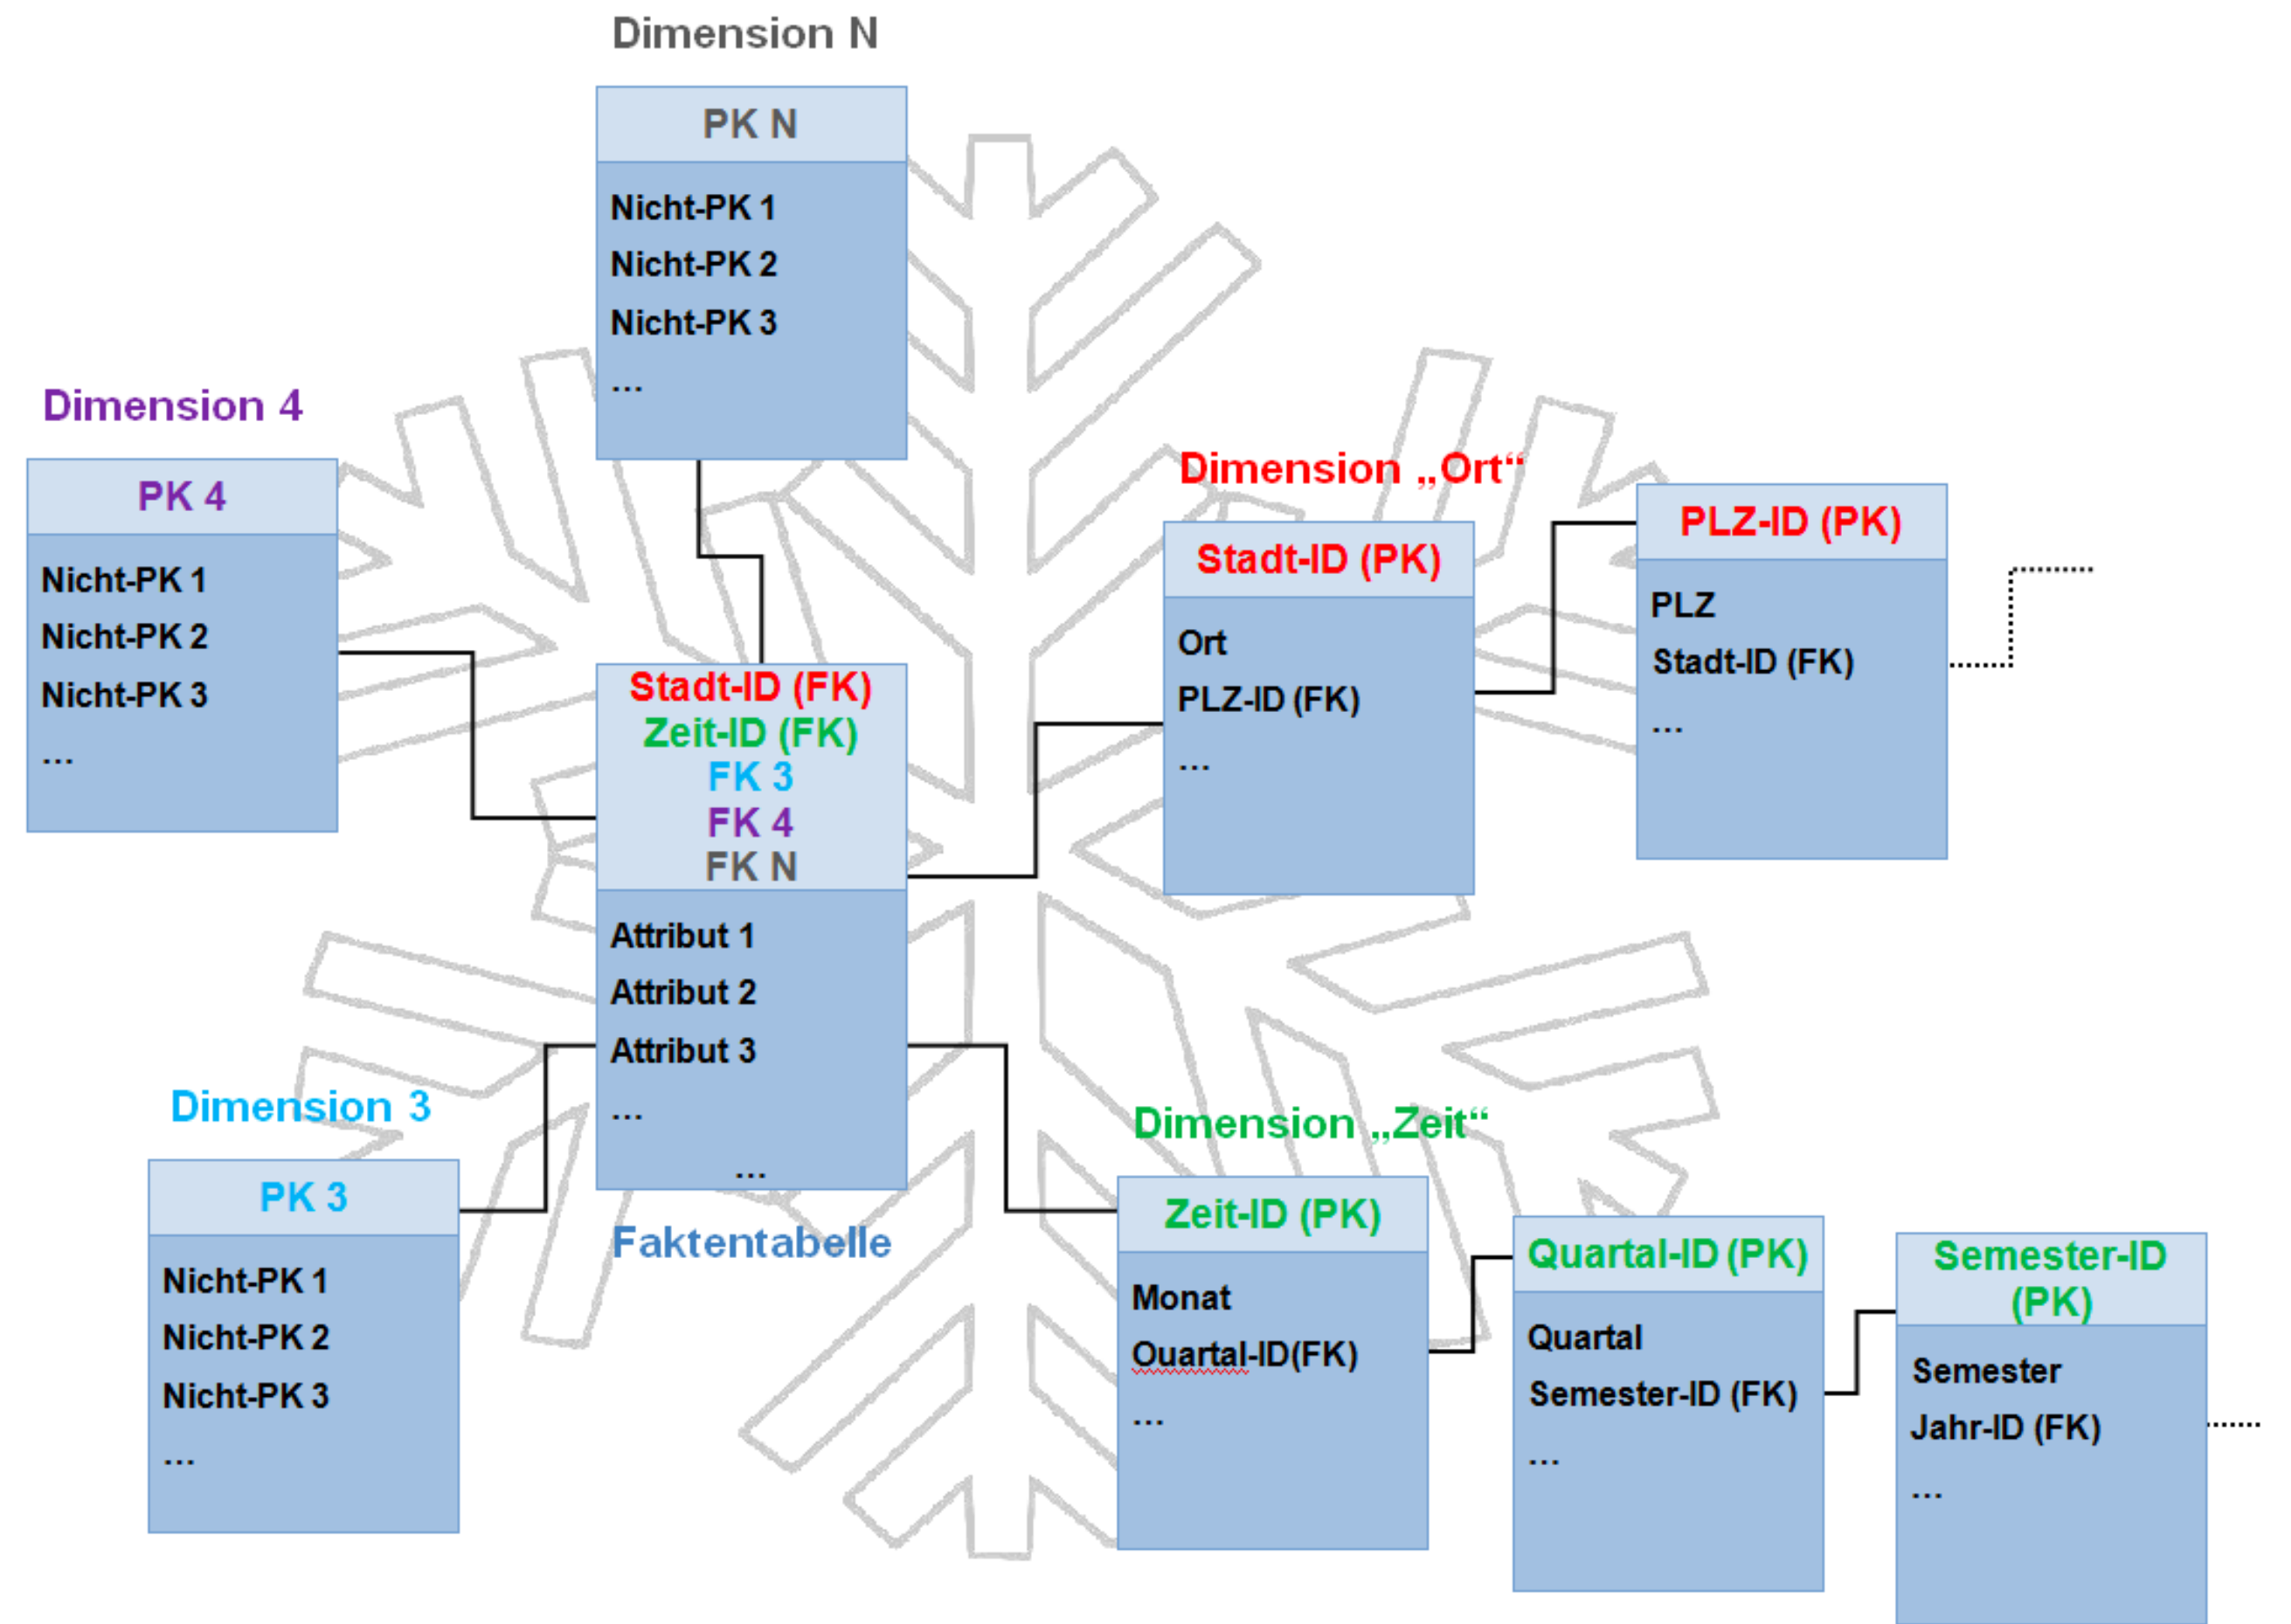 Dimension N
PK N
Nicht-PK 1
Nicht-PK 2
Nicht-PK 3
...
Dimension 4
PK 4
Nicht-PK 1
Nicht-PK 2
Nicht-PK 3
...
Stadt-ID (FK)
Zeit-ID (FK)
FK 3
FK 4
FK N
Attribut 1
Attribut 2
Attribut 3
...
...
Faktentabelle
Dimension „Ort“
Stadt-ID (PK)
Ort
PLZ-ID (FK)
...
PLZ-ID (PK)
PLZ
Stadt-ID (FK)
...
Dimension 3
PK 3
Nicht-PK 1
Nicht-PK 2
Nicht-PK 3
...
Dimension „Zeit“
Zeit-ID (PK)
Monat
Quartal-ID(FK)
...
Quartal-ID (PK)
Quartal
Semester-ID (FK)
...
Semester-ID
(PK)
Semester
Jahr-ID (FK)
...